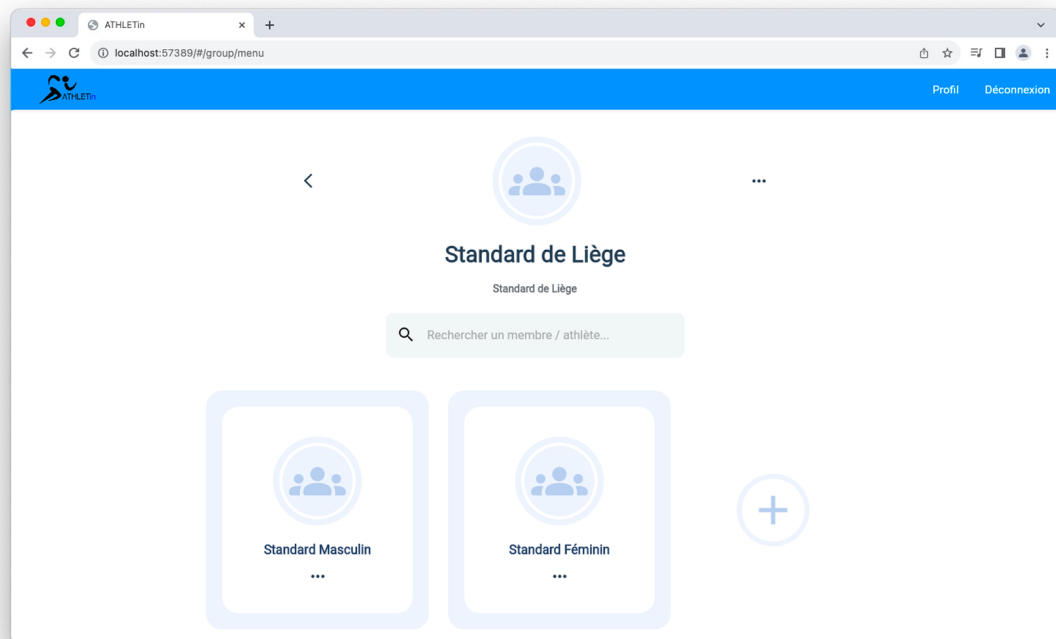 ATHLETin
localhost:57389/#/group/menu
ATHLETin
Profil
Déconnexion
Standard de Liège
Standard de Liège
Rechercher un membre / athlète...
Standard Masculin
Standard Féminin